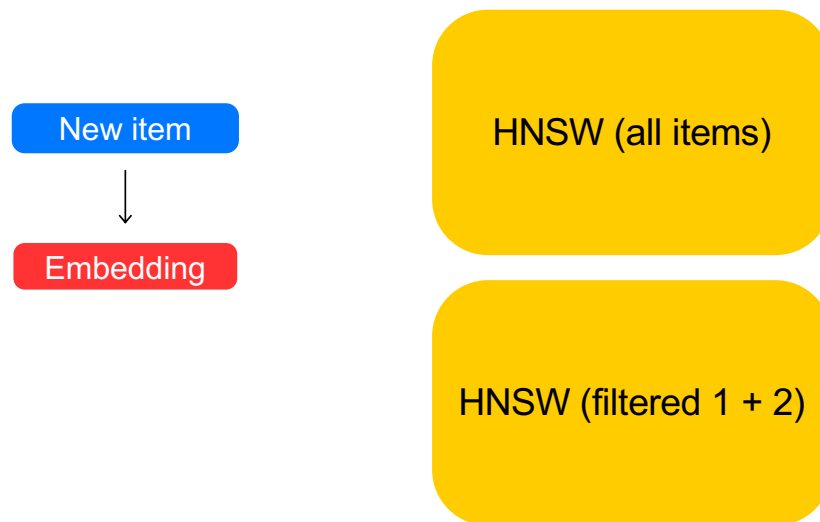 New item
Embedding
HNSW (all items)
HNSW (filtered 1 + 2)